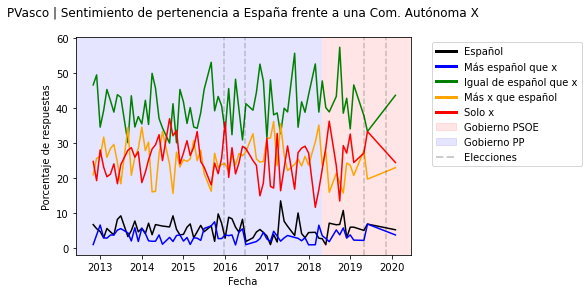 PVasco | Sentimiento de pertenencia a España frente a una Com. Autónoma X
Porcentaje de respuestas
60
50
40
30
20
10
0
2013 2014 2015 2016 2017 2018 2019 2020
Fecha
Español
Más español que x
Igual de español que x
Más x que español
Solo x
Gobierno PSOE
Gobierno PP
Elecciones